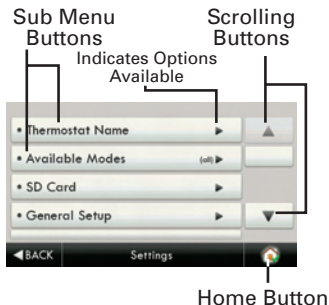 Sub Menu
Buttons
Scrolling
Buttons
Indicates Options
Available
• Thermostat Name
• Available Modes (all)
• SD Card
• General Setup
◀BACK Settings
Home Button